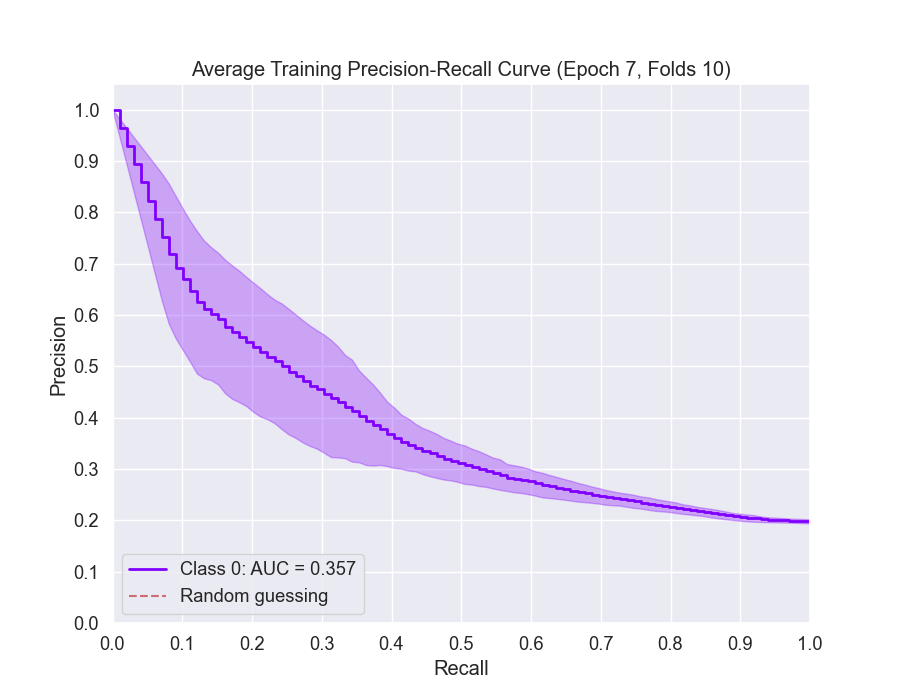 Average Training Precision-Recall Curve (Epoch 7, Folds 10)
1.0
0.9
0.8
0.7
0.6
0.5
0.4
0.3
0.2
0.1
0.0
Precision
Class 0: AUC = 0.357
Random guessing
0.0 0.1 0.2 0.3 0.4 0.5 0.6 0.7 0.8 0.9 1.0
Recall